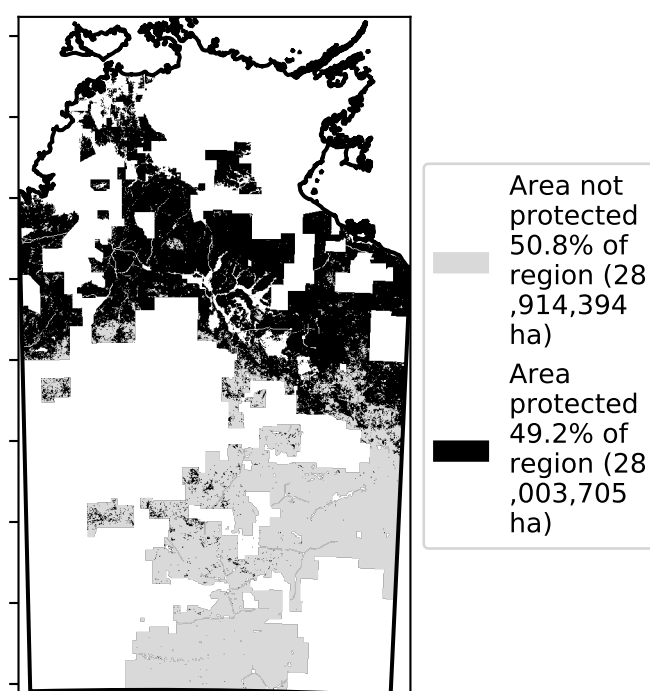 Area not
protected
50.8% of
region (28
,914,394
ha)
Area
protected
49.2% of
region (28
,003,705
ha)